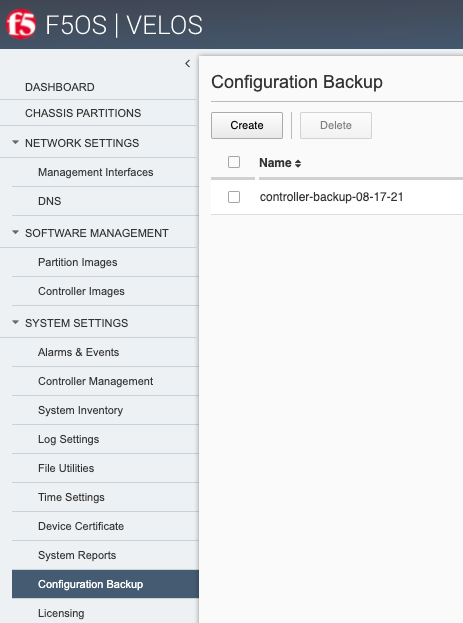 f5 F5OS | VELOS
<
DASHBOARD
CHASSIS PARTITIONS
NETWORK SETTINGS
Management Interfaces
DNS
SOFTWARE MANAGEMENT
Partition Images
Controller Images
SYSTEM SETTINGS
Alarms & Events
Controller Management
System Inventory
Log Settings
File Utilities
Time Settings
Device Certificate
System Reports
Configuration Backup
Licensing
Configuration Backup
Create Delete
Name
controller-backup-08-17-21